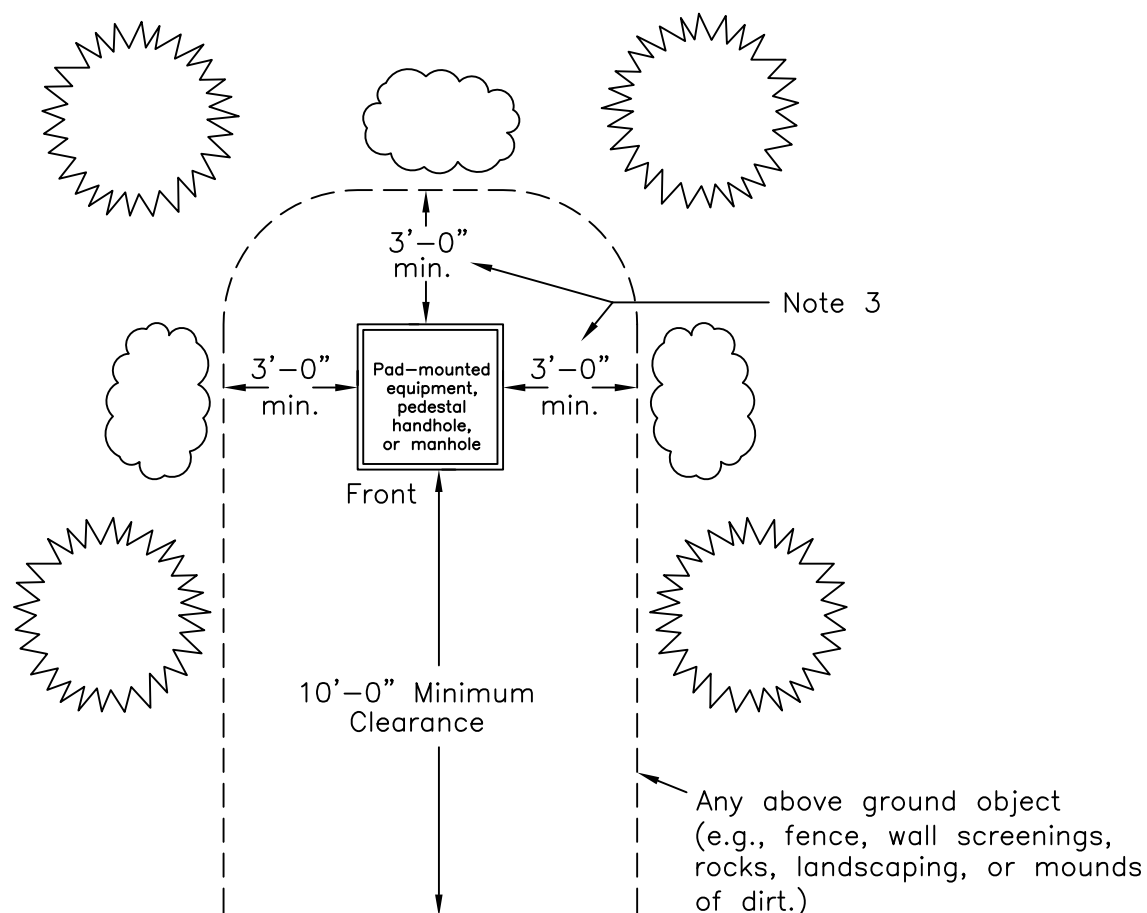 3'-0"
min.
Note 3
3'-0"
min.
Pad-mounted
equipment,
pedestal
handhole,
or manhole
3'-0"
min.
Front
10'-0" Minimum
Clearance
Any above ground object
(e.g., fence, wall screenings,
rocks, landscaping, or mounds
of dirt.)